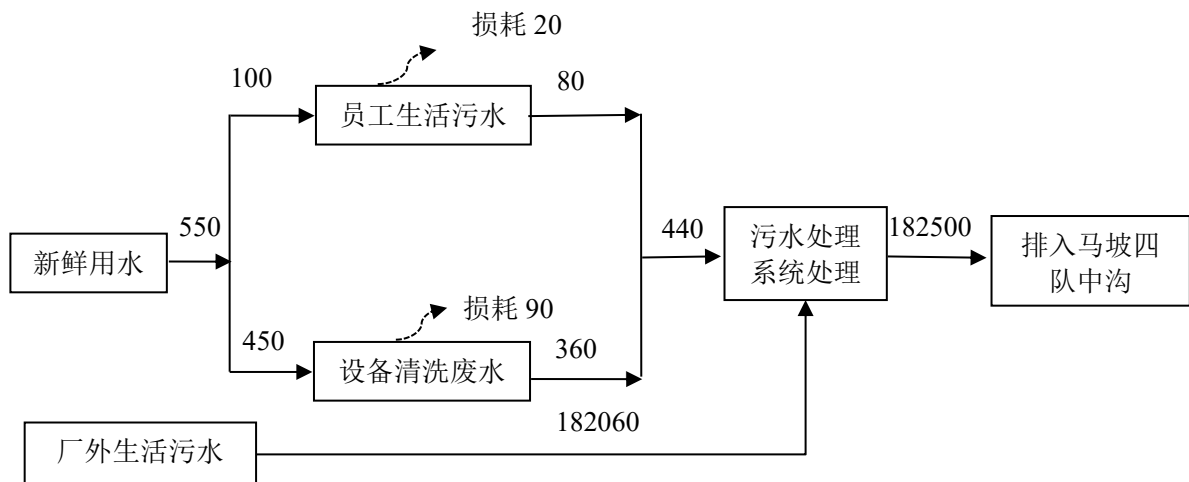 损耗 20
100
80
员工生活污水
550
新鲜用水
440
污水处理
系统处理
182500
排入马坡四
队中沟
损耗 90
450
360
设备清洗废水
182060
厂外生活污水